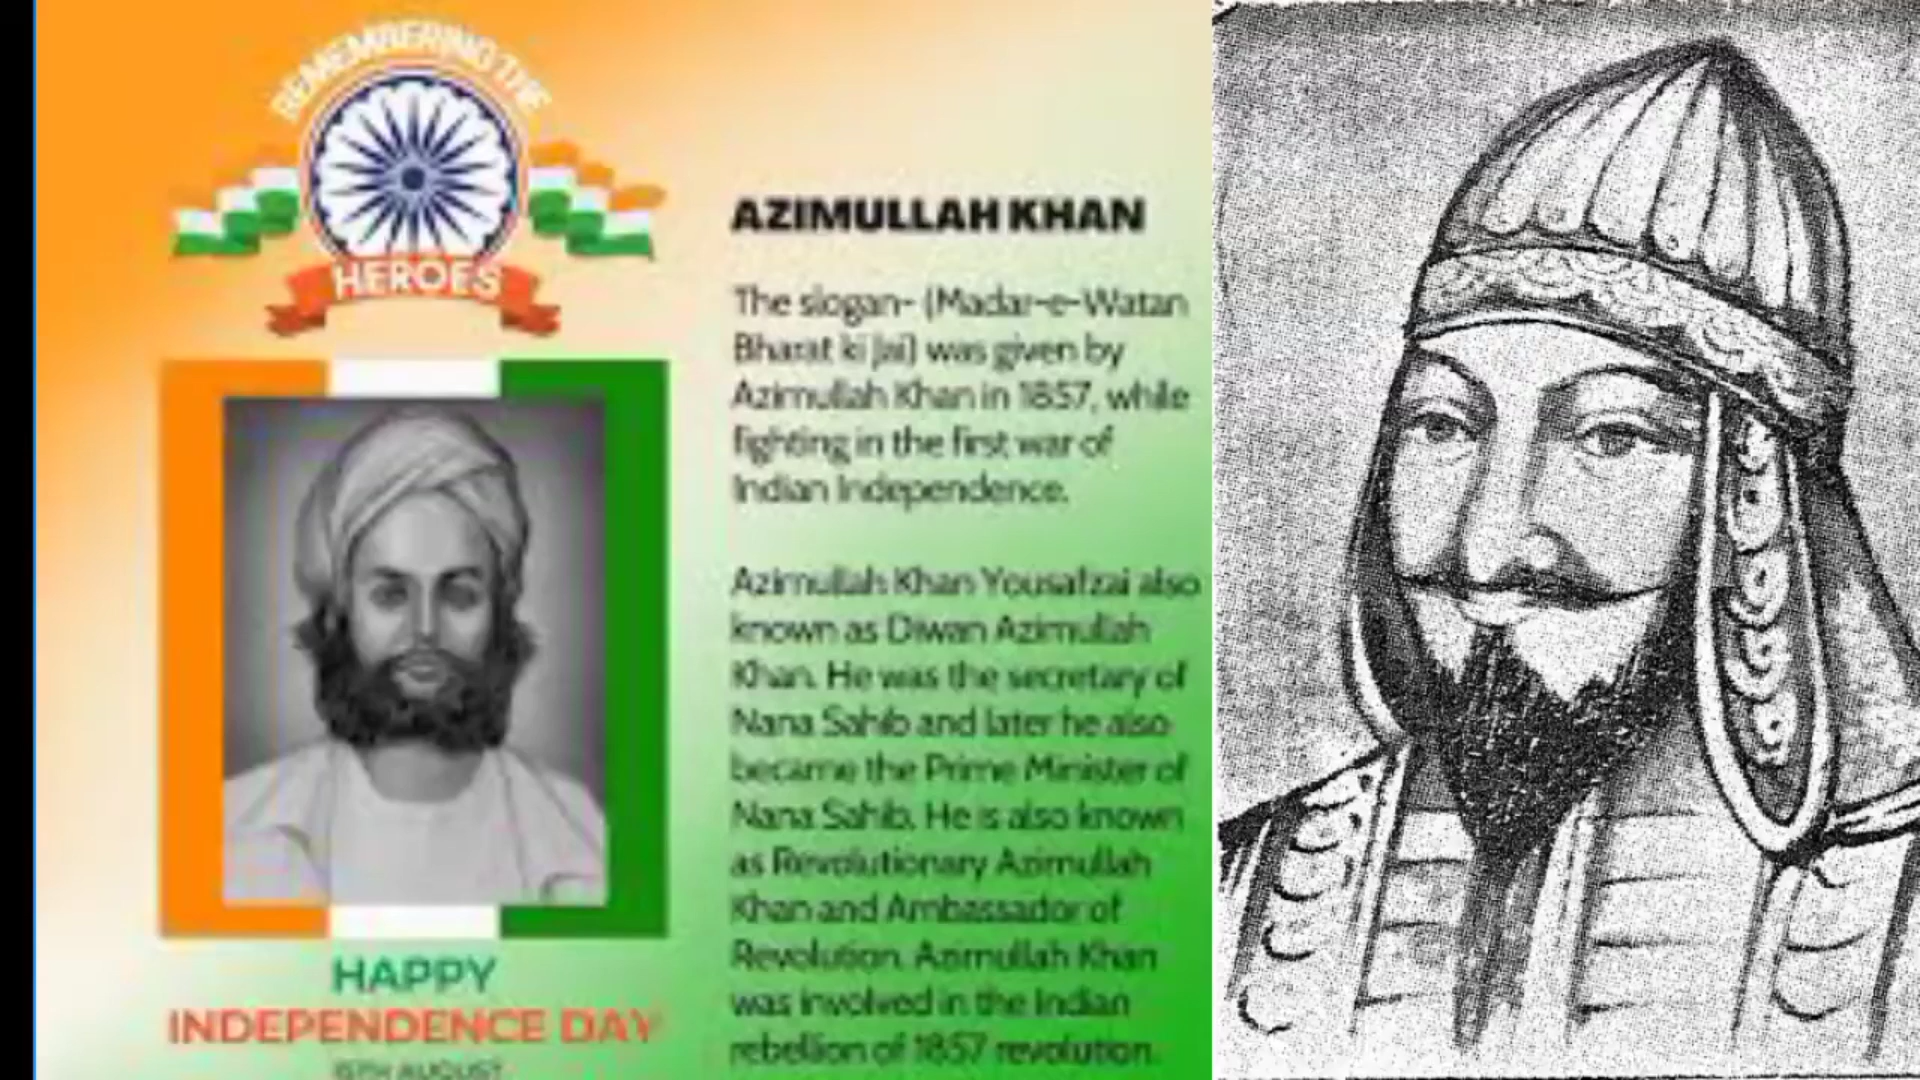 REMEMBERING THE
HEROES
HAPPY
INDEPENDENCE DAY
15TH AUGUST
AZIMULLAH KHAN
The slogan- (Madar-e-Watan
Bharat ki Jai) was given by
Azimullah Khan in 1857, while
fighting in the first war of
Indian Independence.
Azimullah Khan Yousafzai also
known as Diwan Azimullah
Khan. He was the secretary of
Nana Sahib and later he also
became the Prime Minister of
Nana Sahib. He is also known
as Revolutionary Azimullah
Khan and Ambassador of
Revolution. Azimullah Khan
was involved in the Indian
rebellion of 1857 revolution.